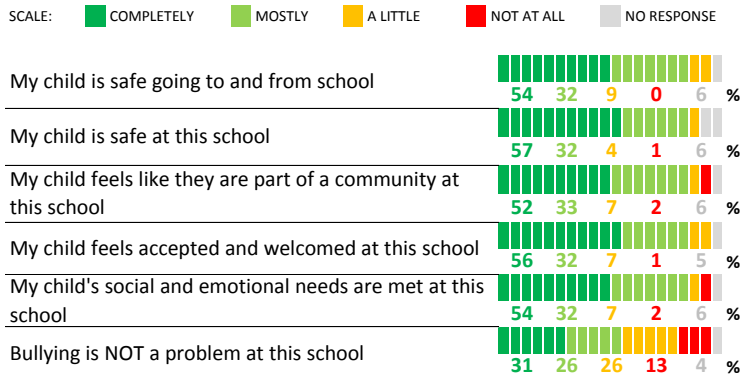 SCALE: COMPLETELY MOSTLY A LITTLE NOT AT ALL NO RESPONSE
My child is safe going to and from school
54 32 9 0 6 %
My child is safe at this school
57 32 4 1 6 %
My child feels like they are part of a community at
this school
52 33 7 2 6 %
My child feels accepted and welcomed at this school
56 32 7 1 5 %
My child's social and emotional needs are met at this
school
54 32 7 2 6 %
Bullying is NOT a problem at this school
31 26 26 13 4 %